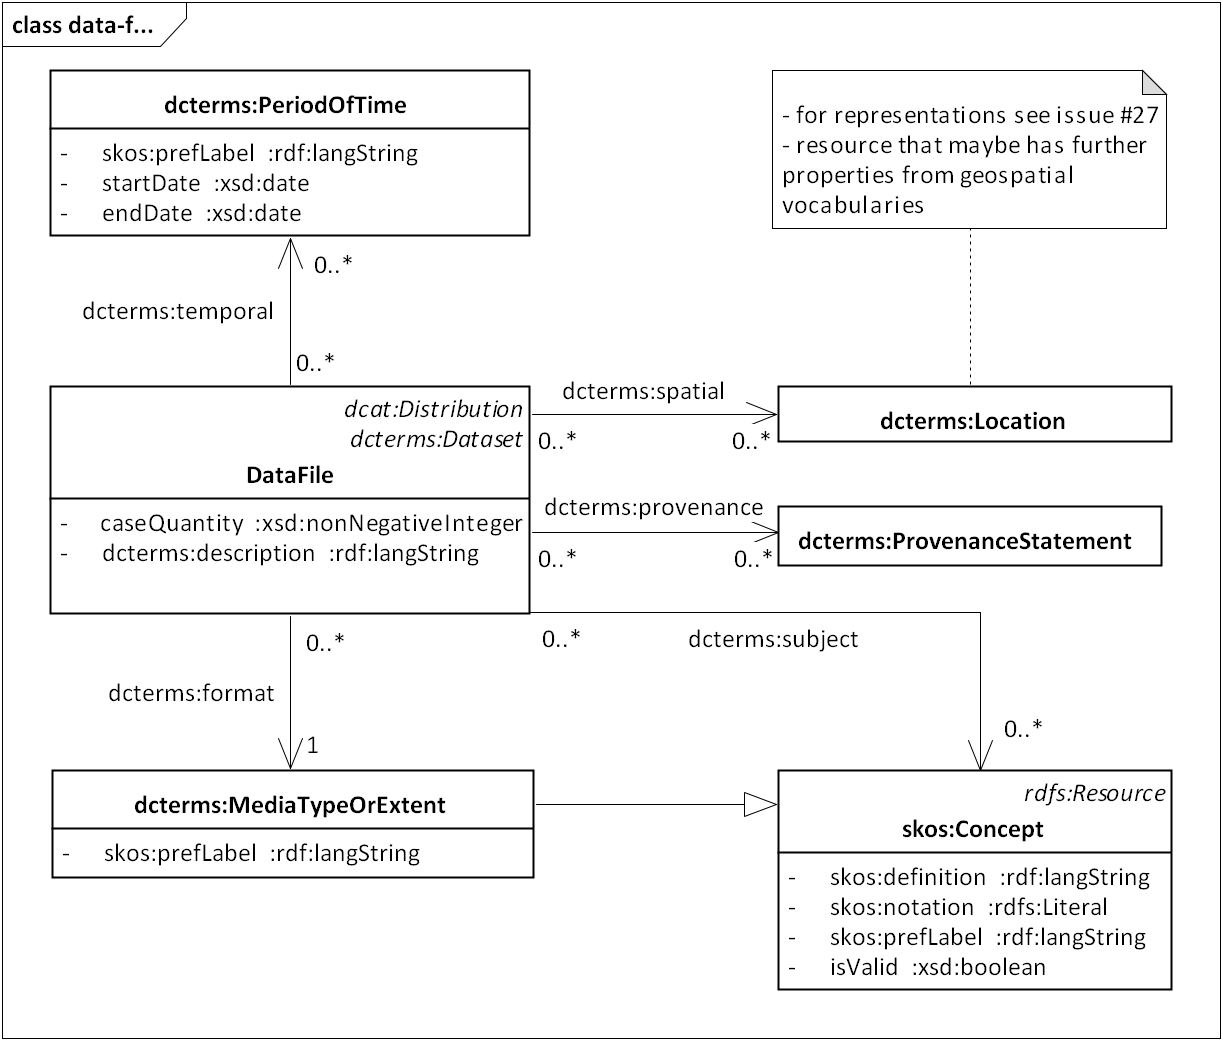 class data-f...
dcterms:PeriodOfTime
- skos:prefLabel :rdf:langString
- startDate :xsd:date
- endDate :xsd:date
- for representations see issue #27
- resource that maybe has further
properties from geospatial
vocabularies
0..*
dcterms:temporal
0..*
dcat:Distribution
dcterms:Dataset
DataFile
- caseQuantity :xsd:nonNegativeInteger
- dcterms:description :rdf:langString
dcterms:spatial
0..* 0..*
dcterms:Location
dcterms:provenance
0..* 0..*
dcterms:ProvenanceStatement
0..*
dcterms:format
1
0..*
dcterms:subject
0..*
dcterms:MediaTypeOrExtent
- skos:prefLabel :rdf:langString
rdfs:Resource
skos:Concept
- skos:definition :rdf:langString
- skos:notation :rdfs:Literal
- skos:prefLabel :rdf:langString
- isValid :xsd:boolean